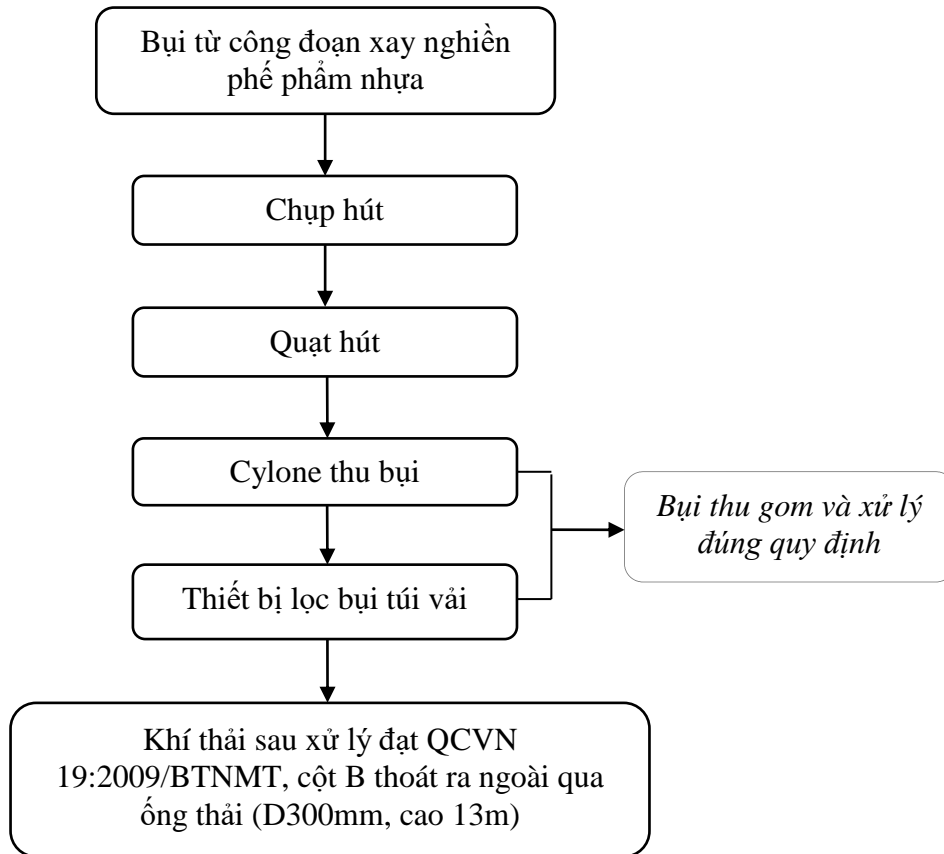 Bụi từ công đoạn xay nghiền
phế phẩm nhựa
Chụp hút
Quạt hút
Cylone thu bụi
Bụi thu gom và xử lý
đúng quy định
Thiết bị lọc bụi túi vải
Khí thải sau xử lý đạt QCVN
19:2009/BTNMT, cột B thoát ra ngoài qua
ống thải (D300mm, cao 13m)